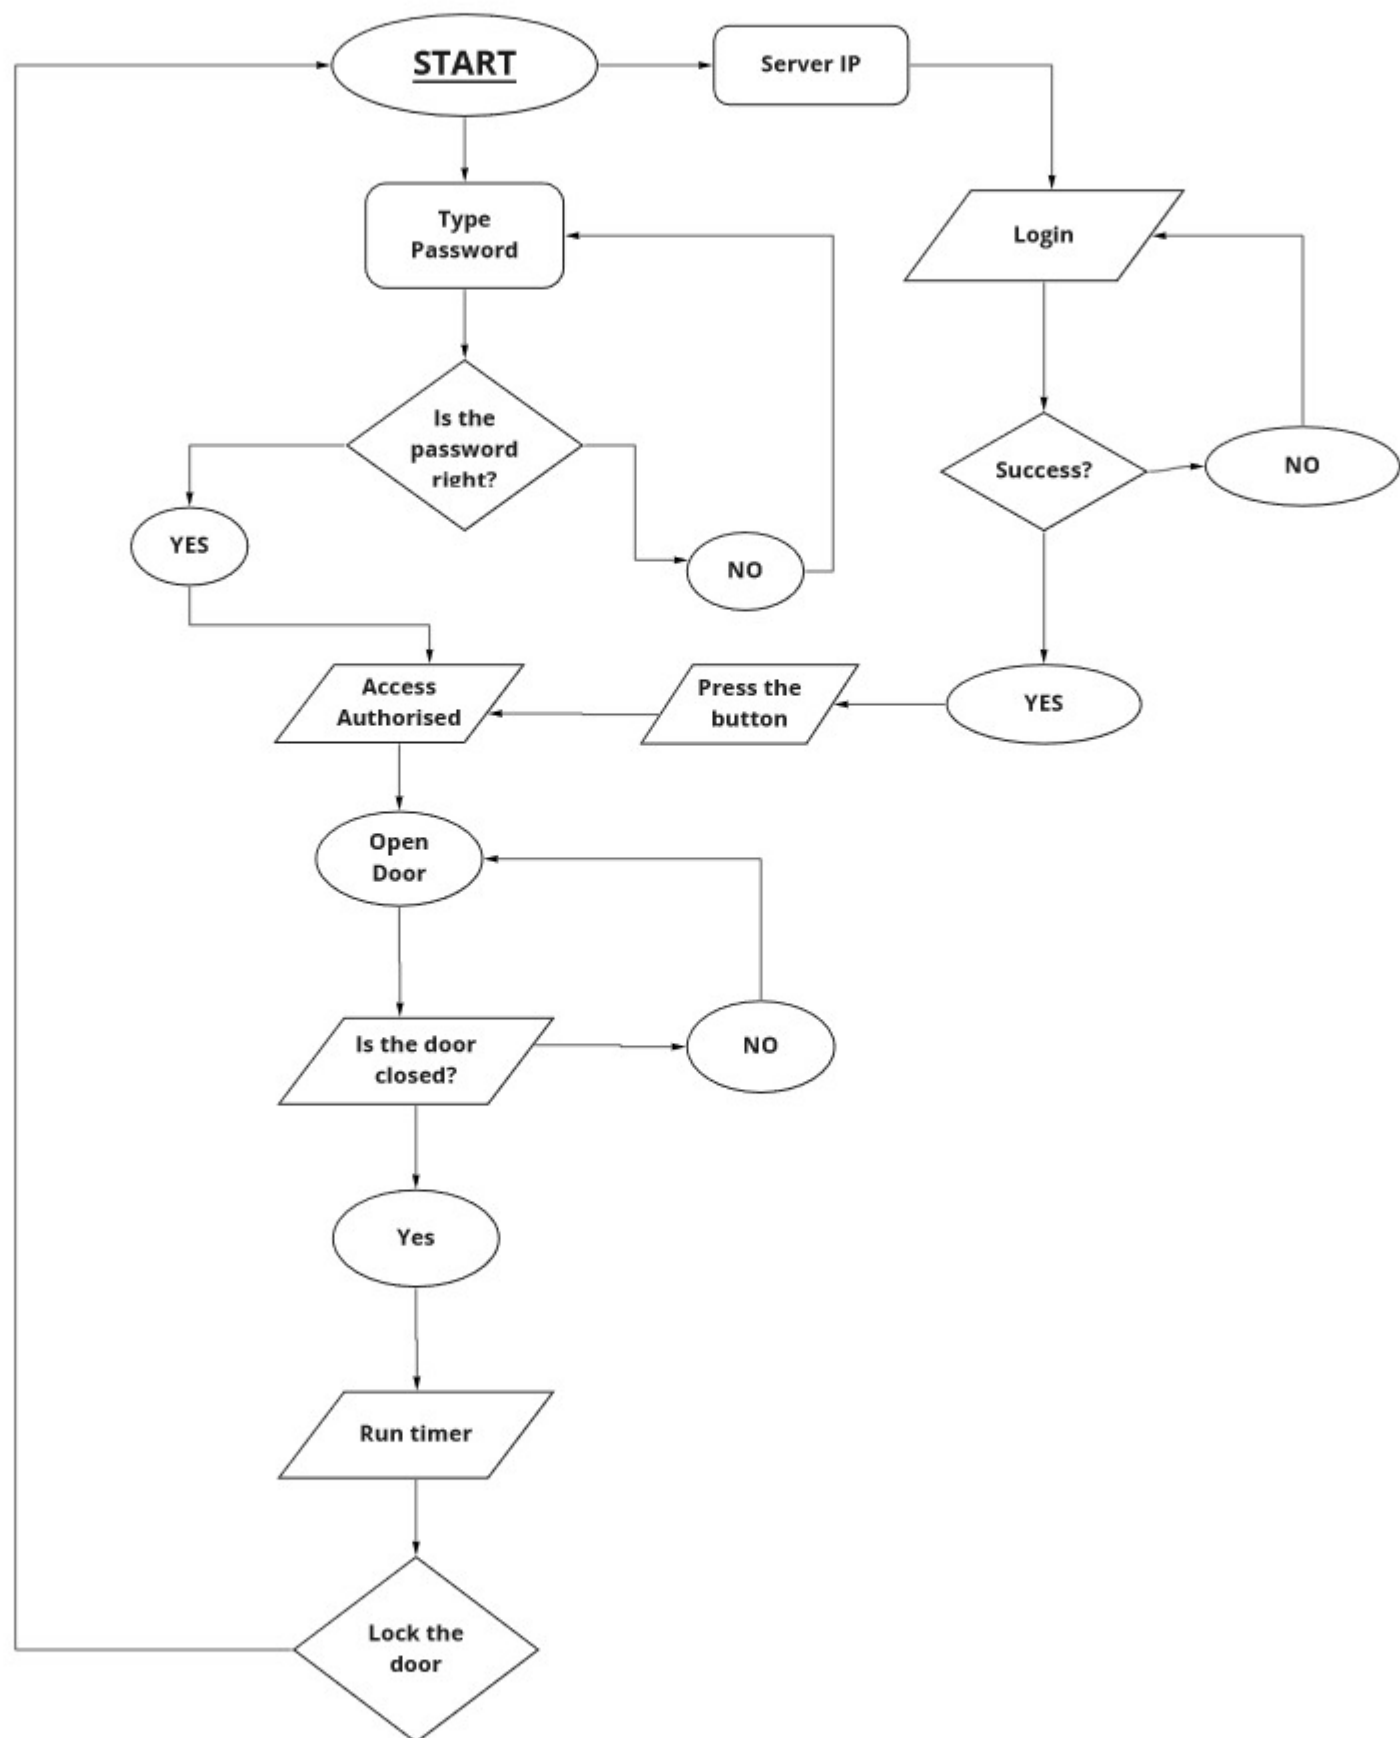 START
Server IP
Type
Password
Login
Is the
password
right?
Success?
NO
YES
NO
Access
Authorised
Press the
button
YES
Open
Door
Is the door
closed?
NO
Yes
Run timer
Lock the
door